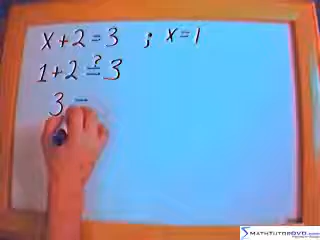 x + 2 = 3 ; x = 1
1 + 2 ≟ 3
3 =
MATHTUTORDVD.com